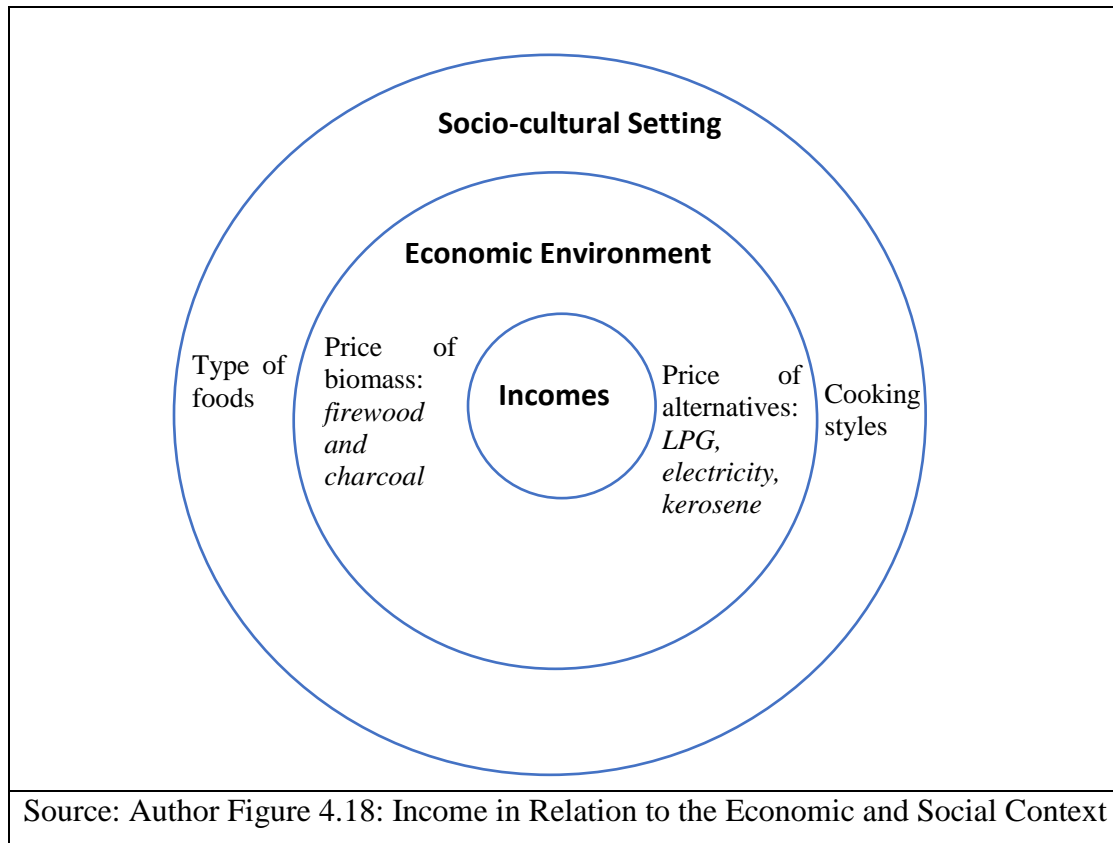 Socio-cultural Setting
Economic Environment
Type of
foods
Price of
biomass:
firewood
and
charcoal
Incomes
Price of
alternatives:
LPG,
electricity,
kerosene
Cooking
styles
Source: Author Figure 4.18: Income in Relation to the Economic and Social Context